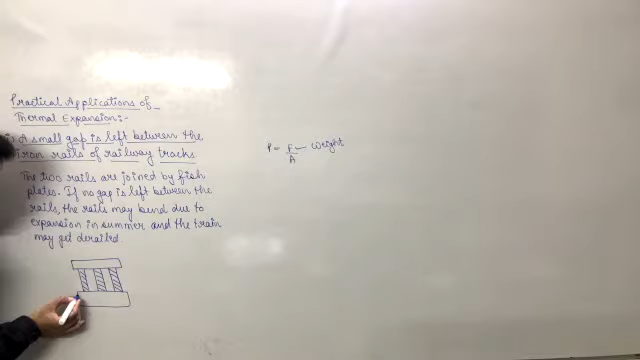 Practical Applications of
Thermal Expansion:-
A small gap is left between the
iron rails of railway tracks
The two rails are joined by fish
plates. If no gap is left between the
rails, the rails may bend due to
expansion in summer and the train
may get derailed.
P = F — Weight
A